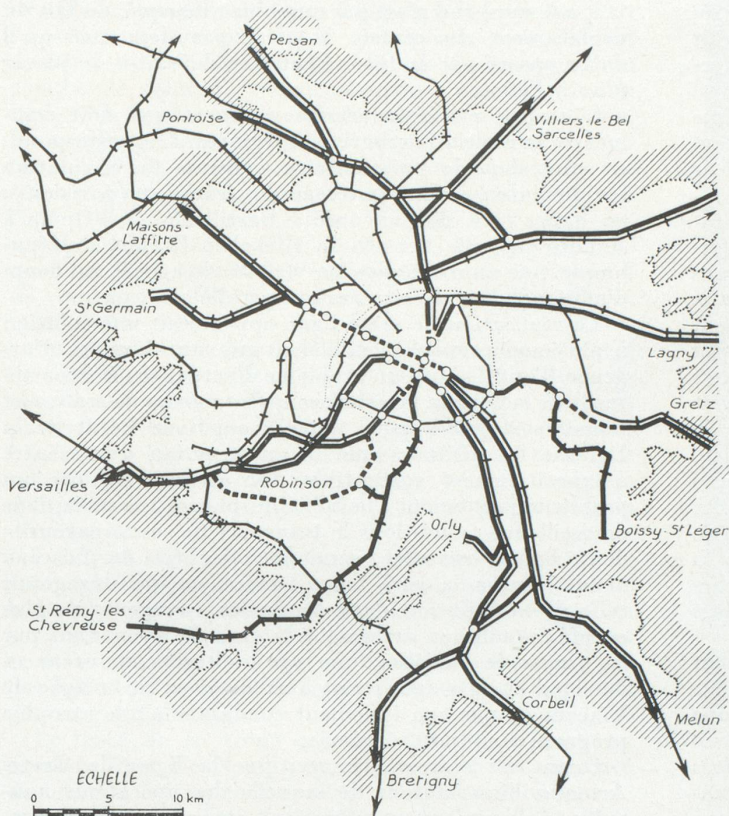 Persan
Pontoise
Villiers-le-Bel
Sarcelles
Maisons-
Laffitte
St Germain
Lagny
Gretz
Versailles
Robinson
Orly
Boissy-St Léger
St Rémy-les-
Chevreuse
Corbeil
Melun
Bretigny
ÉCHELLE
0 5 10 km